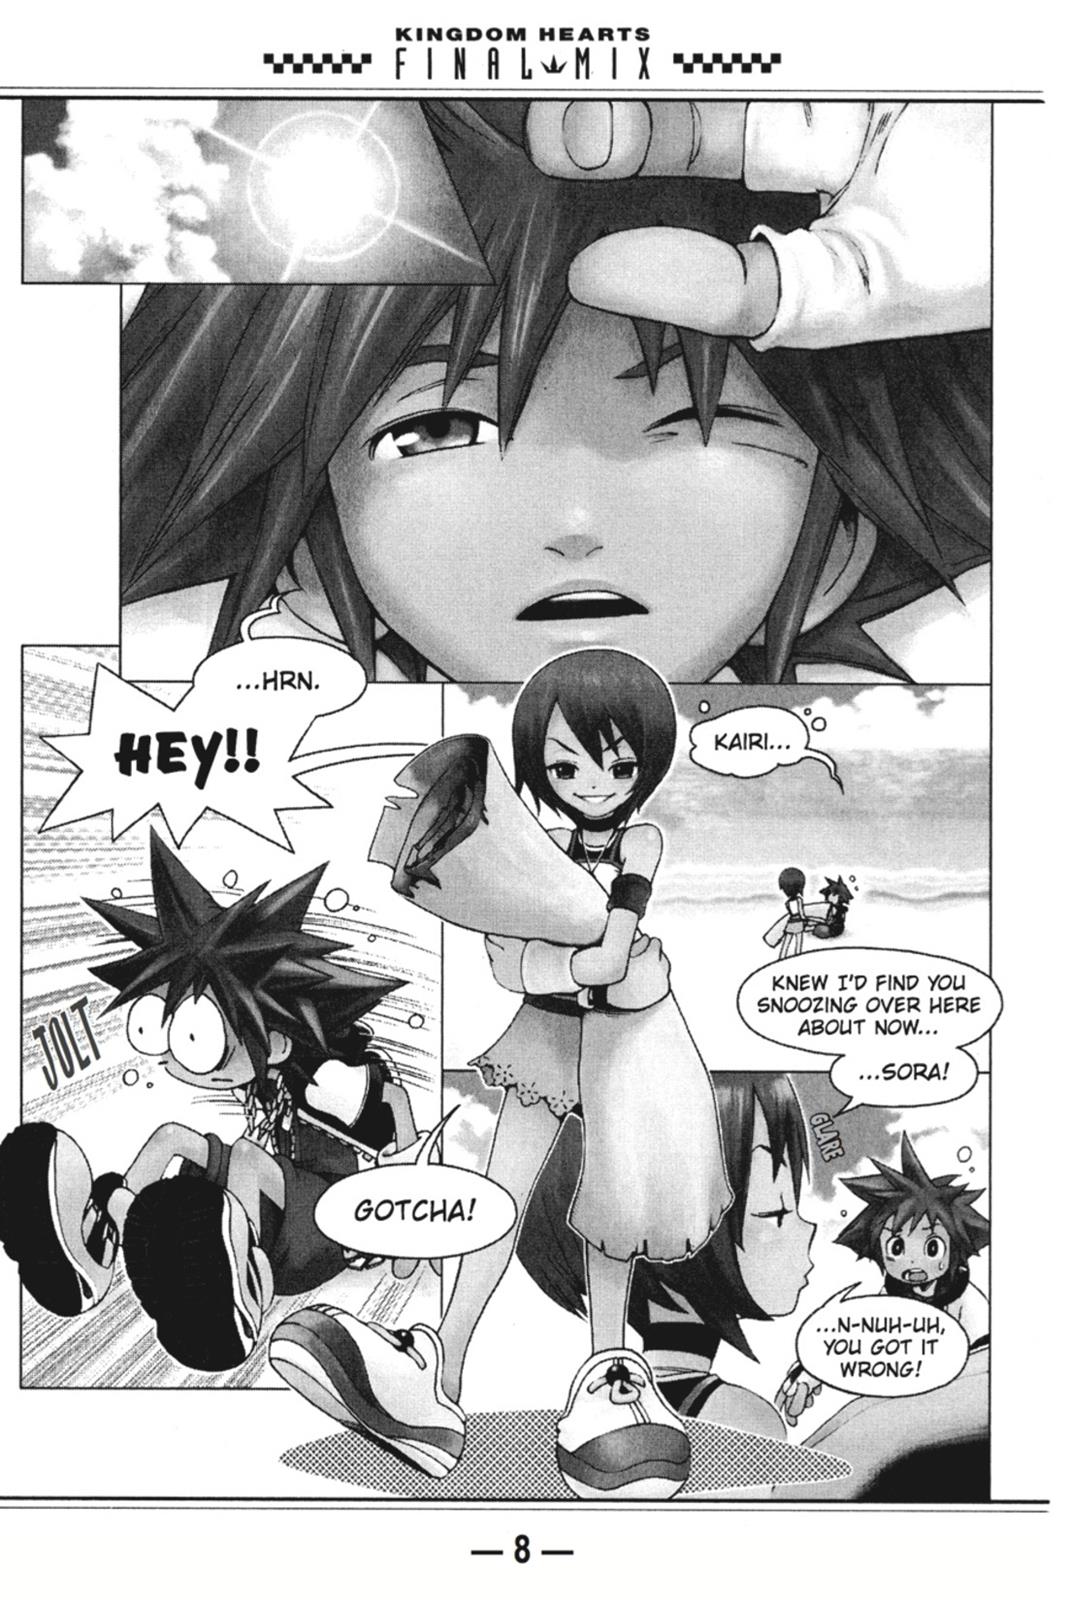 KINGDOM HEARTS
FINAL MIX
...HRN.
HEY!!
JOLT
GOTCHA!
KAIRI...
KNEW I'D FIND YOU
SNOOZING OVER HERE
ABOUT NOW...
...SORA!
GLARE
...N-NUH-UH,
YOU GOT IT
WRONG!
— 8 —